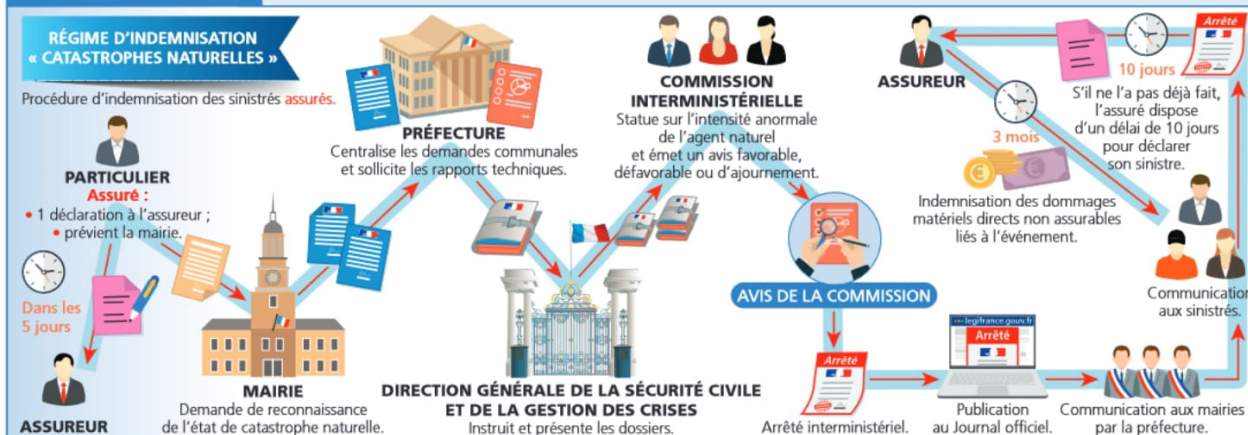 RÉGIME D'INDEMNISATION
« CATASTROPHES NATURELLES »
Procédure d'indemnisation des sinistrés assurés.
PARTICULIER
Assuré :
• 1 déclaration à l'assureur ;
• prévient la mairie.
Dans les
5 jours
ASSUREUR
MAIRIE
Demande de reconnaissance
de l'état de catastrophe naturelle.
PRÉFECTURE
Centralise les demandes communales
et sollicite les rapports techniques.
DIRECTION GÉNÉRALE DE LA SÉCURITÉ CIVILE
ET DE LA GESTION DES CRISES
Instruit et présente les dossiers.
COMMISSION
INTERMINISTÉRIELLE
Statue sur l'intensité anormale
de l'agent naturel
et émet un avis favorable,
défavorable ou d'ajournement.
AVIS DE LA COMMISSION
Arrêté
Arrêté interministériel.
legifrance.gouv.fr
Arrêté
Publication
au Journal officiel.
Communication aux mairies
par la préfecture.
Arrêté
10 jours
S'il ne l'a pas déjà fait,
l'assuré dispose
d'un délai de 10 jours
pour déclarer
son sinistre.
ASSUREUR
3 mois
Indemnisation des dommages
matériels directs non assurables
liés à l'événement.
Communication
aux sinistrés.